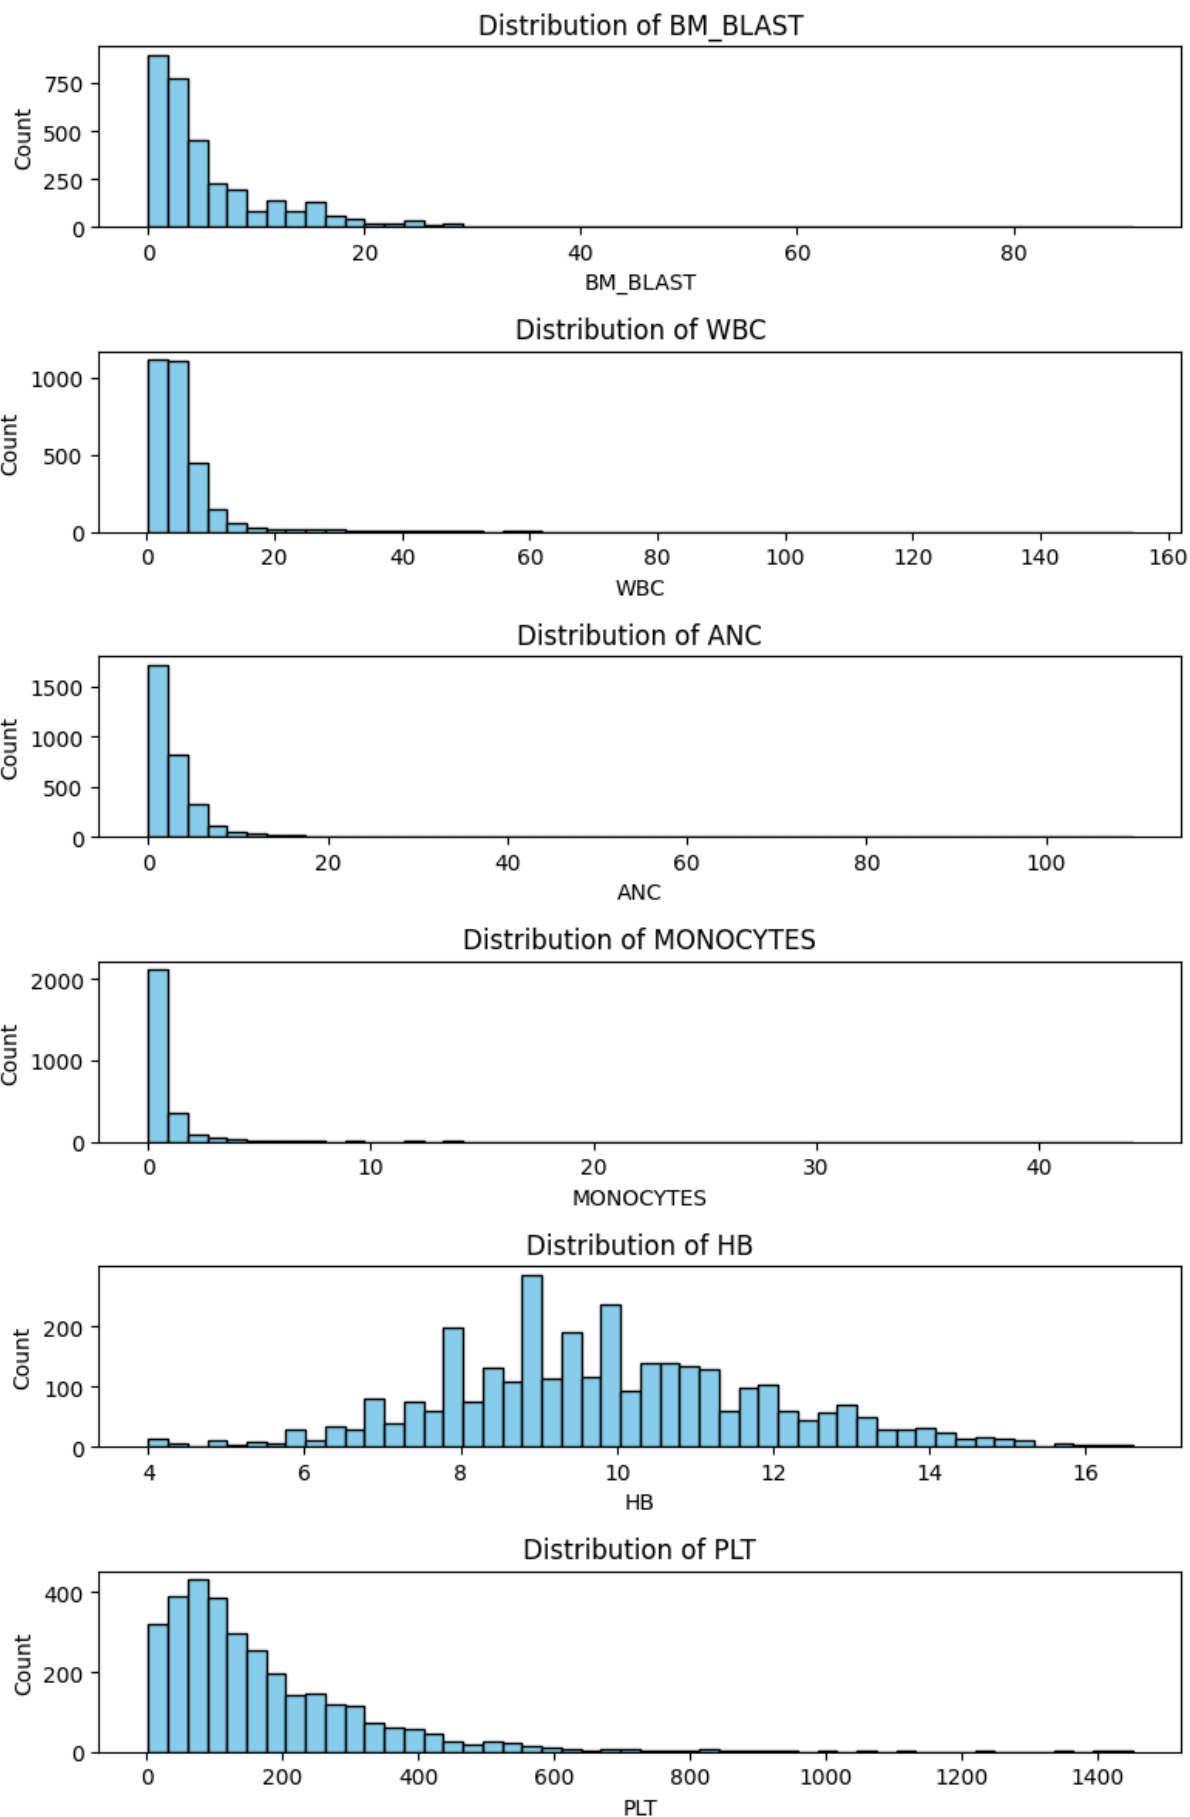 Distribution of BM_BLAST
Count
750
500
250
0
0 20 40 60 80
BM_BLAST
Distribution of WBC
Count
1000
500
0
0 20 40 60 80 100 120 140 160
WBC
Distribution of ANC
Count
1500
1000
500
0
0 20 40 60 80 100
ANC
Distribution of MONOCYTES
Count
2000
1000
0
0 10 20 30 40
MONOCYTES
Distribution of HB
Count
200
100
0
4 6 8 10 12 14 16
HB
Distribution of PLT
Count
400
200
0
0 200 400 600 800 1000 1200 1400
PLT